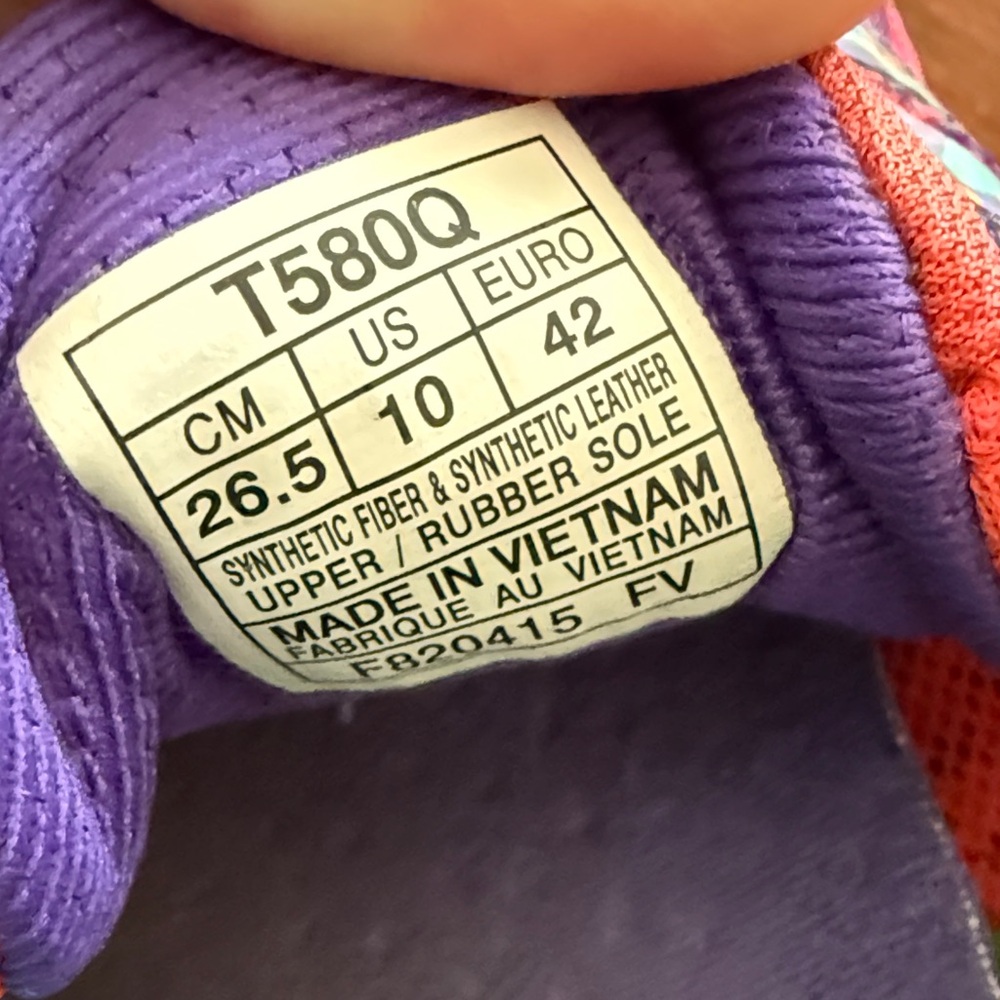 T580Q
CM US EURO
26.5 10 42
SYNTHETIC FIBER & SYNTHETIC LEATHER
UPPER / RUBBER SOLE
MADE IN VIETNAM
FABRIQUE AU VIETNAM
F820415 FV